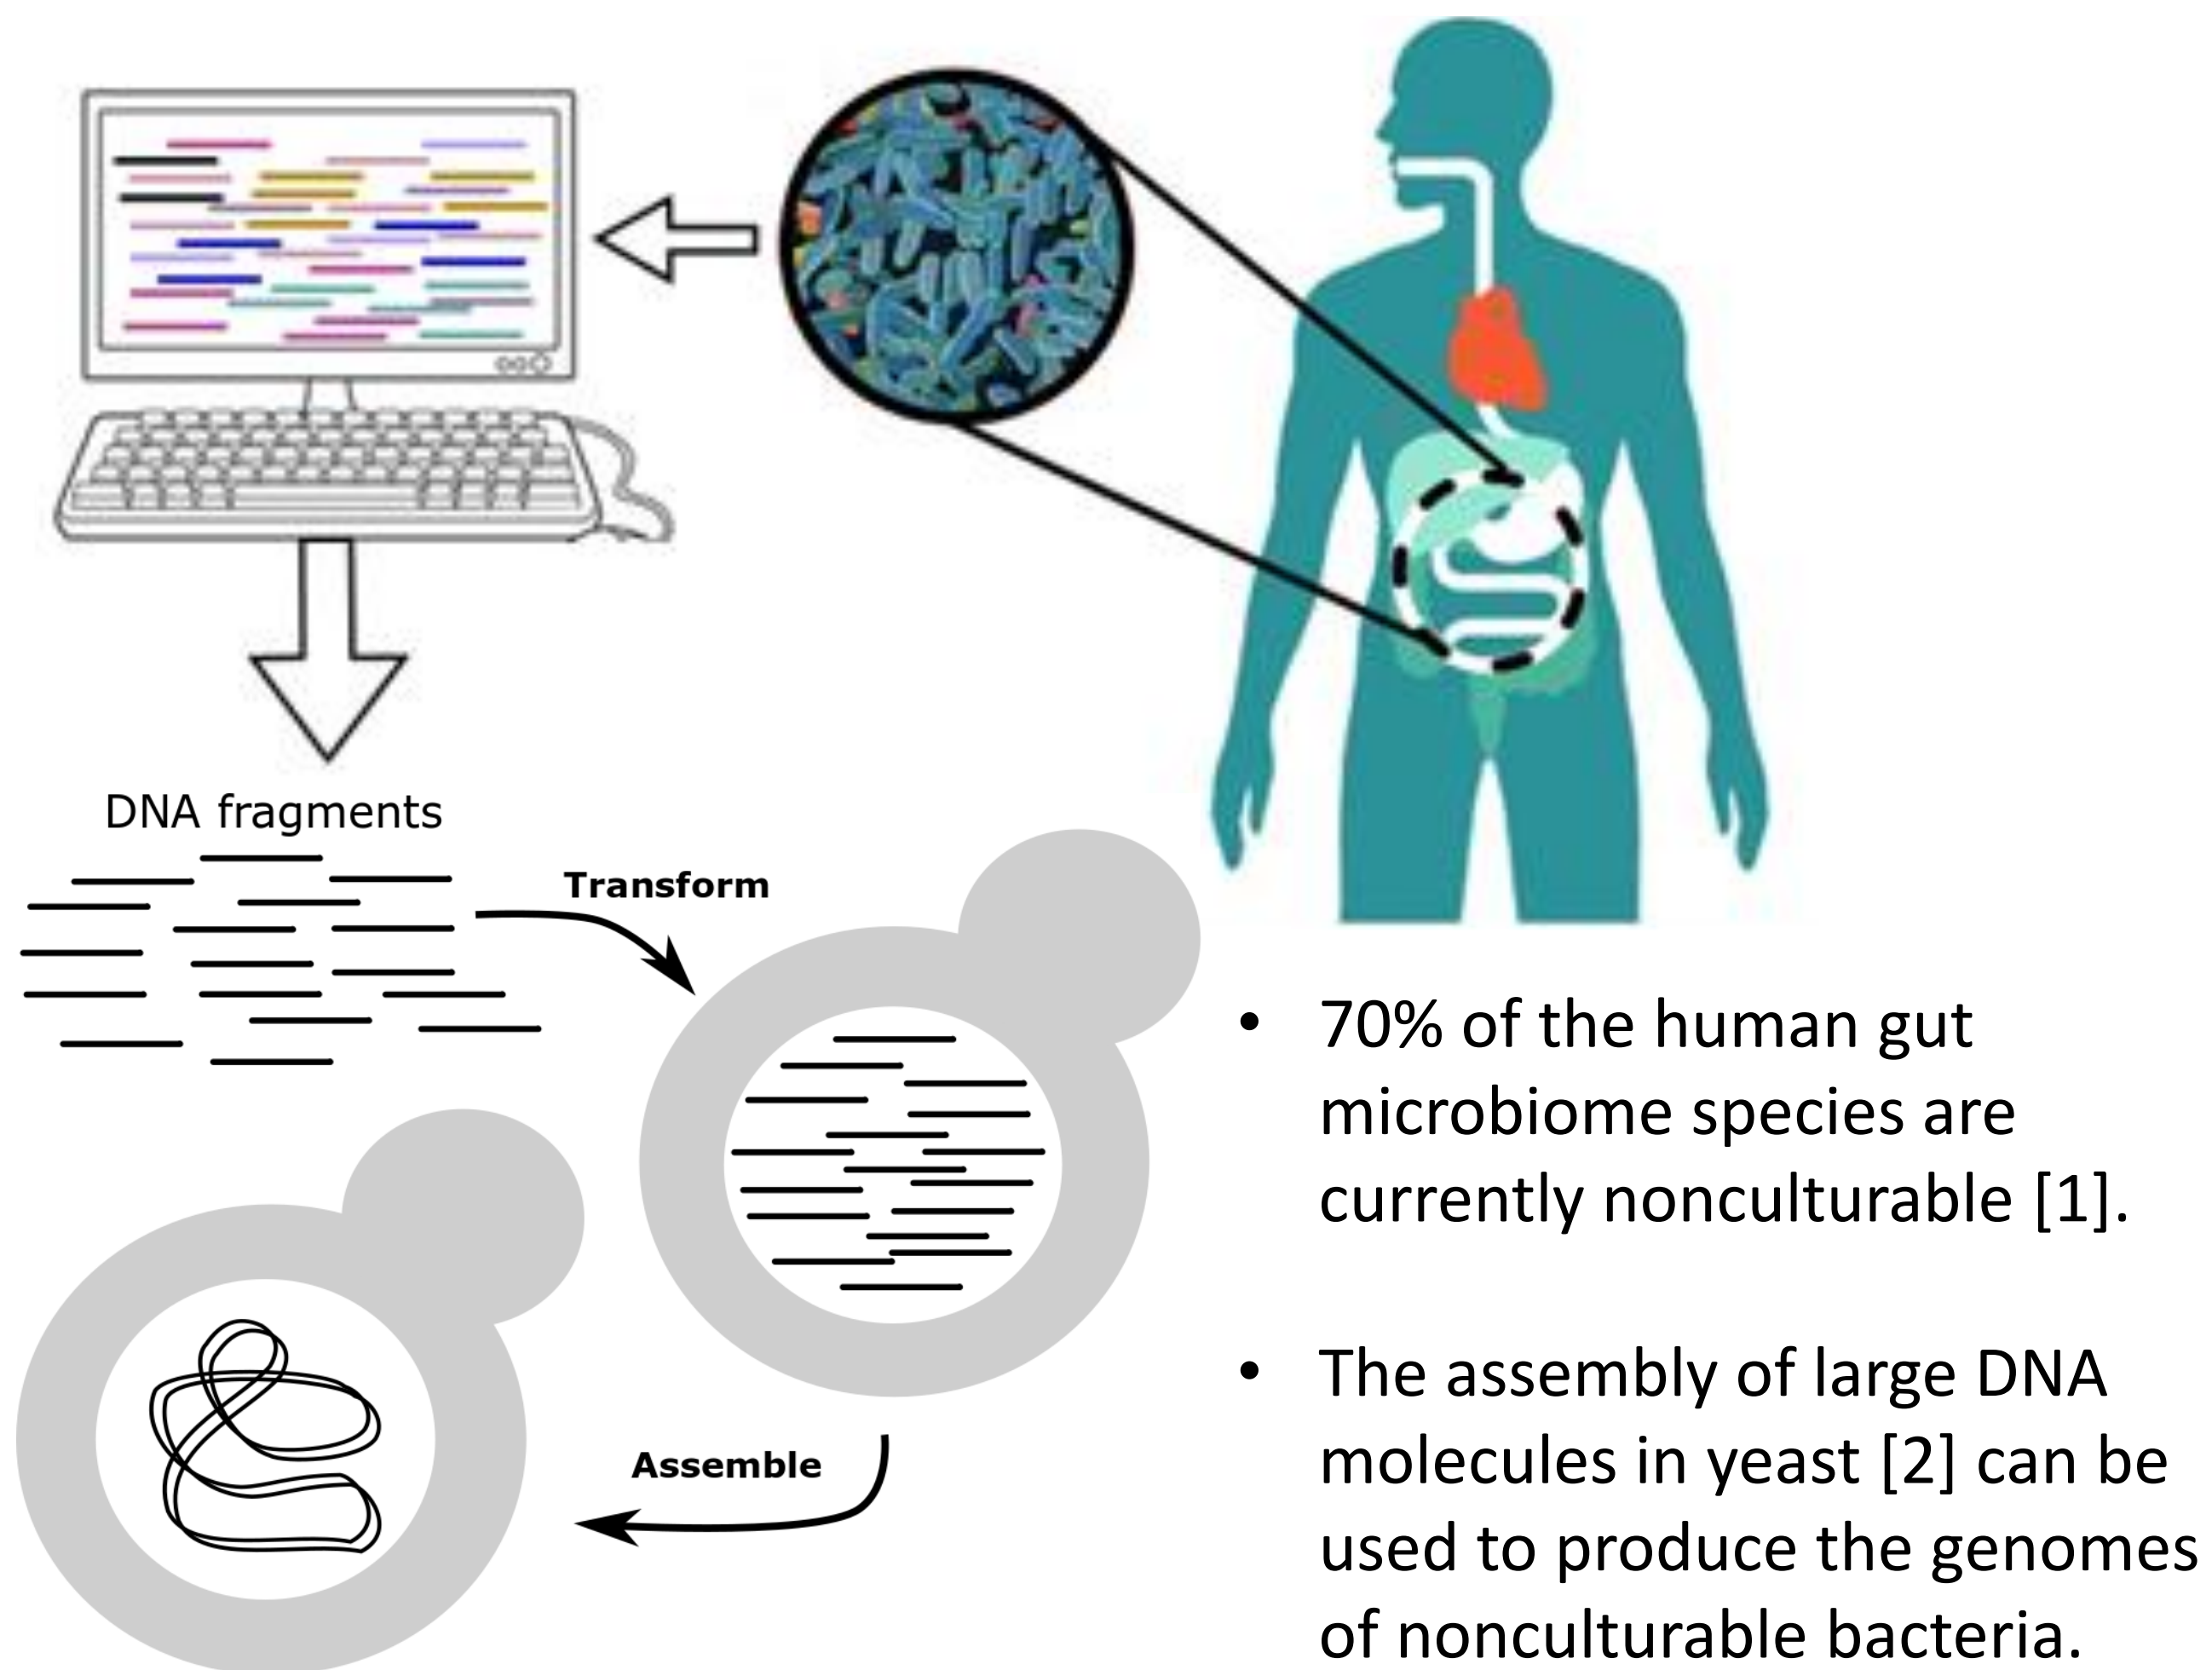 DNA fragments
Transform
Assemble
• 70% of the human gut
microbiome species are
currently nonculturable [1].
• The assembly of large DNA
molecules in yeast [2] can be
used to produce the genomes
of nonculturable bacteria.